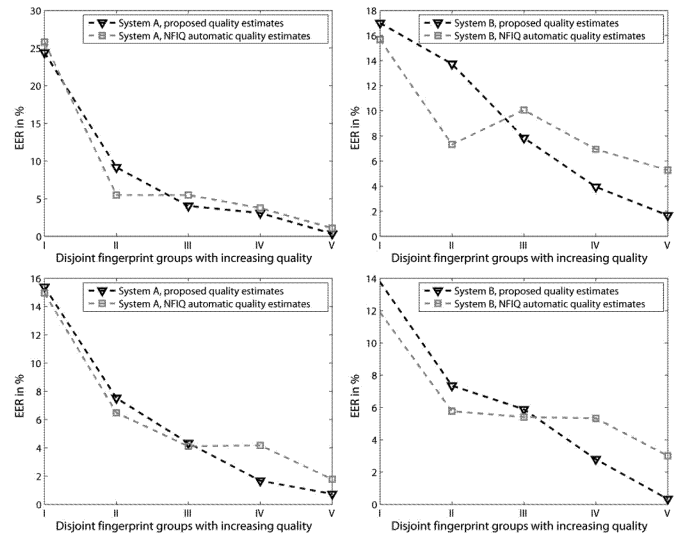 System A, proposed quality estimates
System A, NFIQ automatic quality estimates
30
25
20
15
10
5
0
EER in %
I II III IV V
Disjoint fingerprint groups with increasing quality
System B, proposed quality estimates
System B, NFIQ automatic quality estimates
18
16
14
12
10
8
6
4
2
0
EER in %
I II III IV V
Disjoint fingerprint groups with increasing quality
System A, proposed quality estimates
System A, NFIQ automatic quality estimates
16
14
12
10
8
6
4
2
0
EER in %
I II III IV V
Disjoint fingerprint groups with increasing quality
System B, proposed quality estimates
System B, NFIQ automatic quality estimates
14
12
10
8
6
4
2
0
EER in %
I II III IV V
Disjoint fingerprint groups with increasing quality